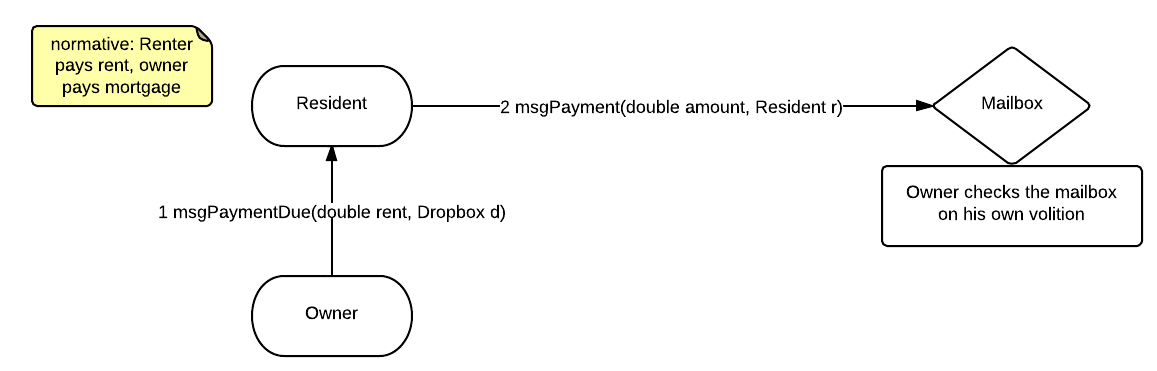 normative: Renter
pays rent, owner
pays mortgage
Resident
2 msgPayment(double amount, Resident r)
Mailbox
Owner checks the mailbox
on his own volition
1 msgPaymentDue(double rent, Dropbox d)
Owner